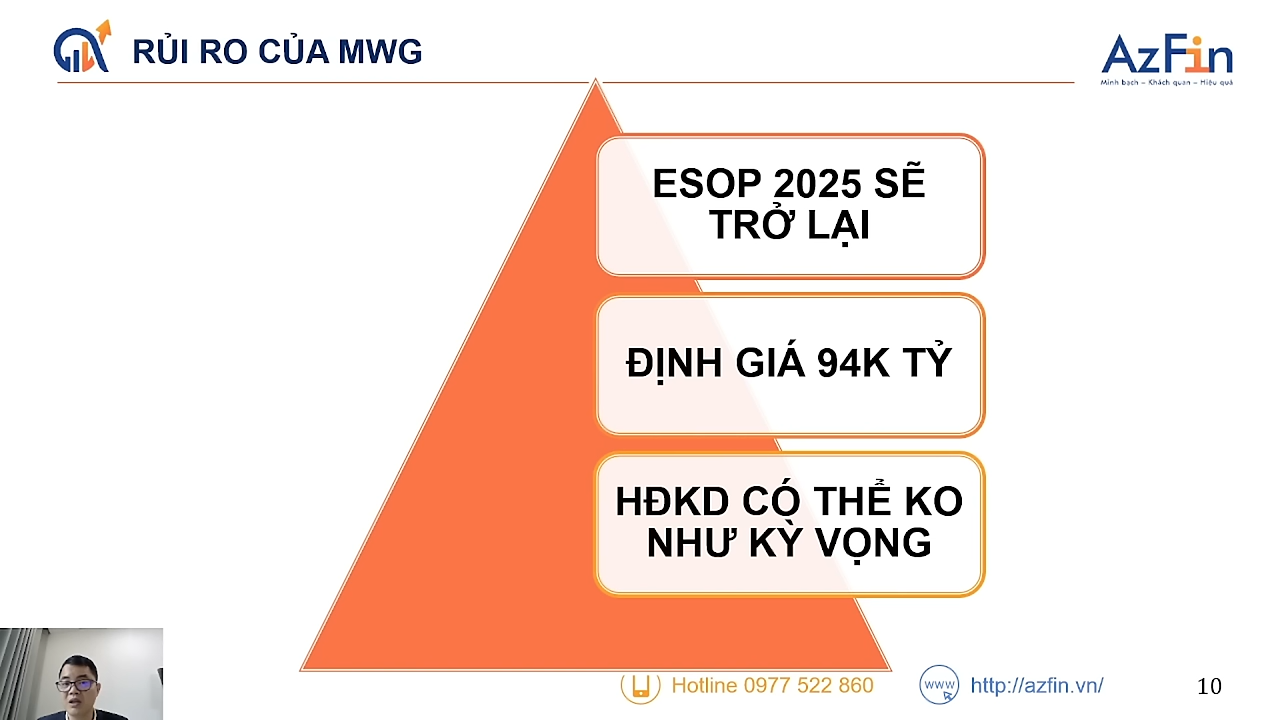 RỦI RO CỦA MWG
AzFin
Minh bạch – Khách quan – Hiệu quả
ESOP 2025 SẼ
TRỞ LẠI
ĐỊNH GIÁ 94K TỶ
HĐKD CÓ THỂ KO
NHƯ KỲ VỌNG
Hotline 0977 522 860
www
http://azfin.vn/
10